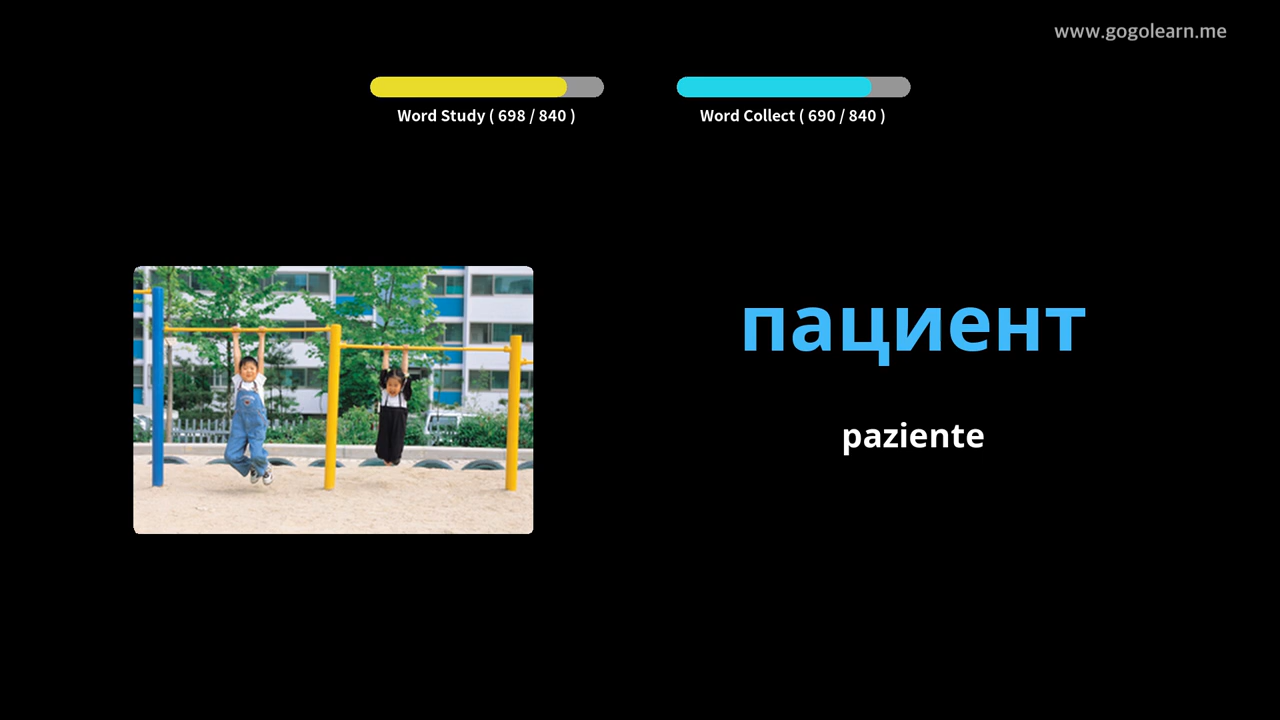 www.gogolearn.me
Word Study ( 698 / 840 )
Word Collect ( 690 / 840 )
пациент
paziente